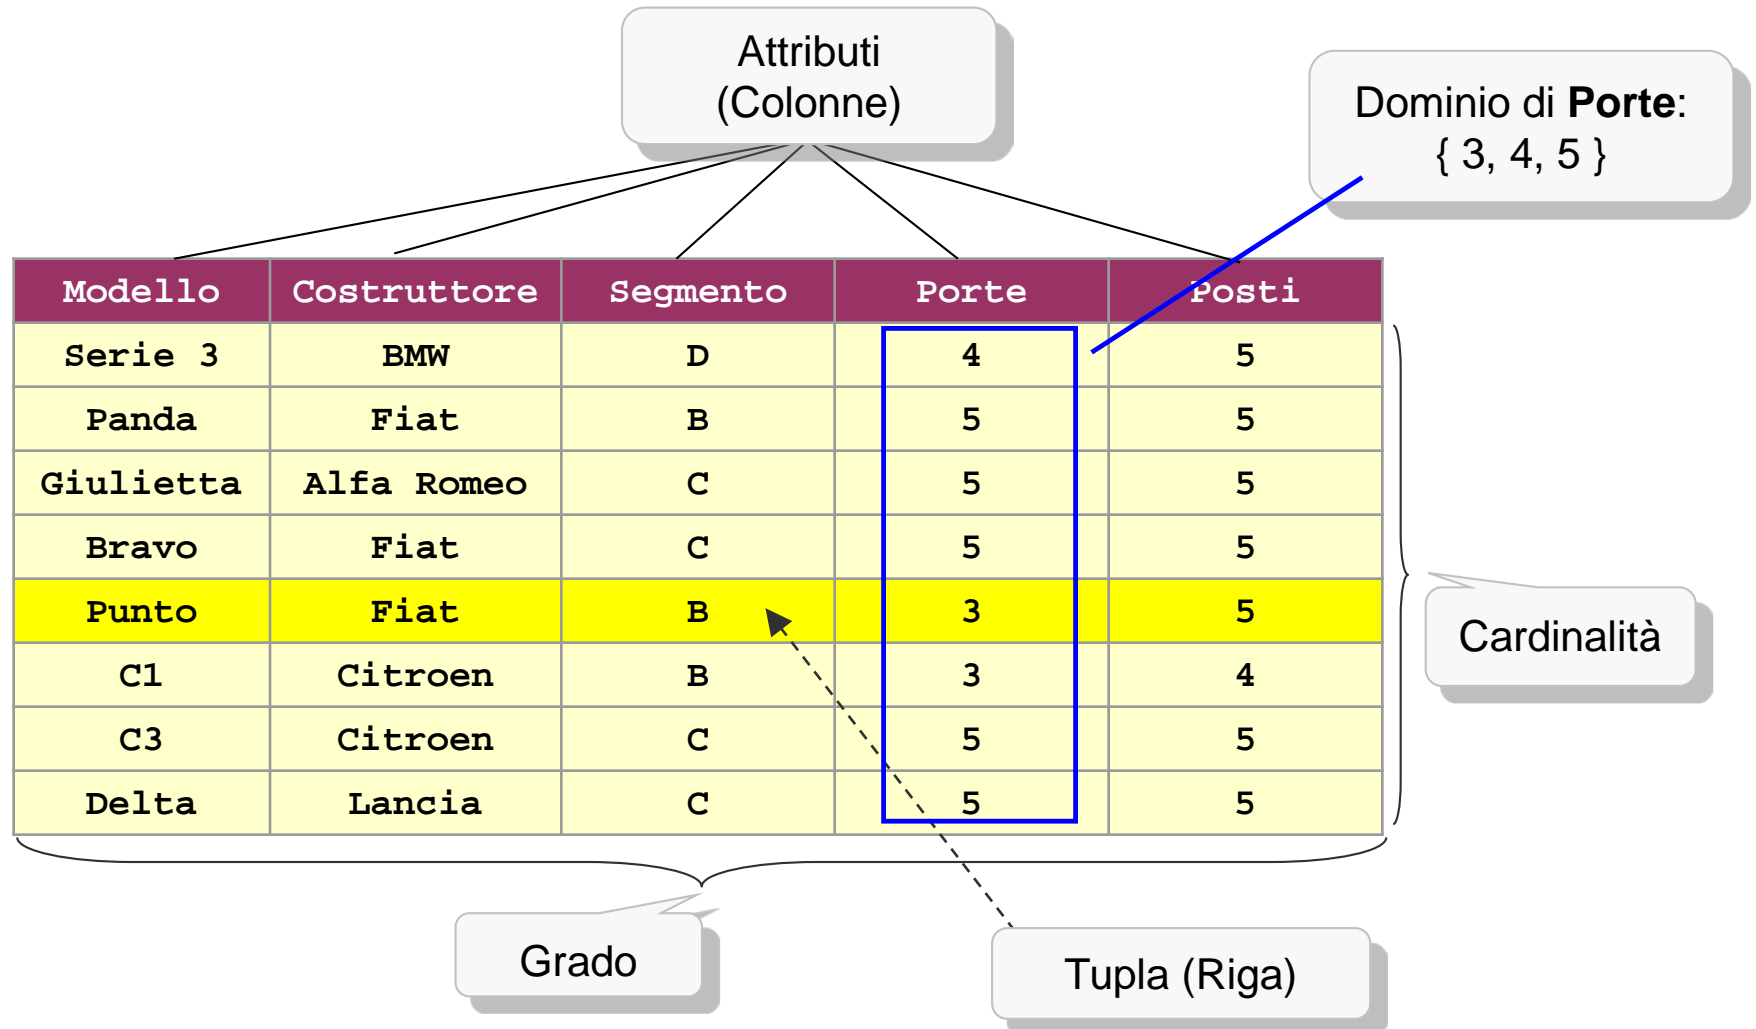 Attributi
(Colonne)
Dominio di Porte:
{ 3, 4, 5 }
Modello Costruttore Segmento Porte Posti
Serie 3 BMW D 4 5
Panda Fiat B 5 5
Giulietta Alfa Romeo C 5 5
Bravo Fiat C 5 5
Punto Fiat B 3 5
C1 Citroen B 3 4
C3 Citroen C 5 5
Delta Lancia C 5 5
Cardinalità
Grado
Tupla (Riga)